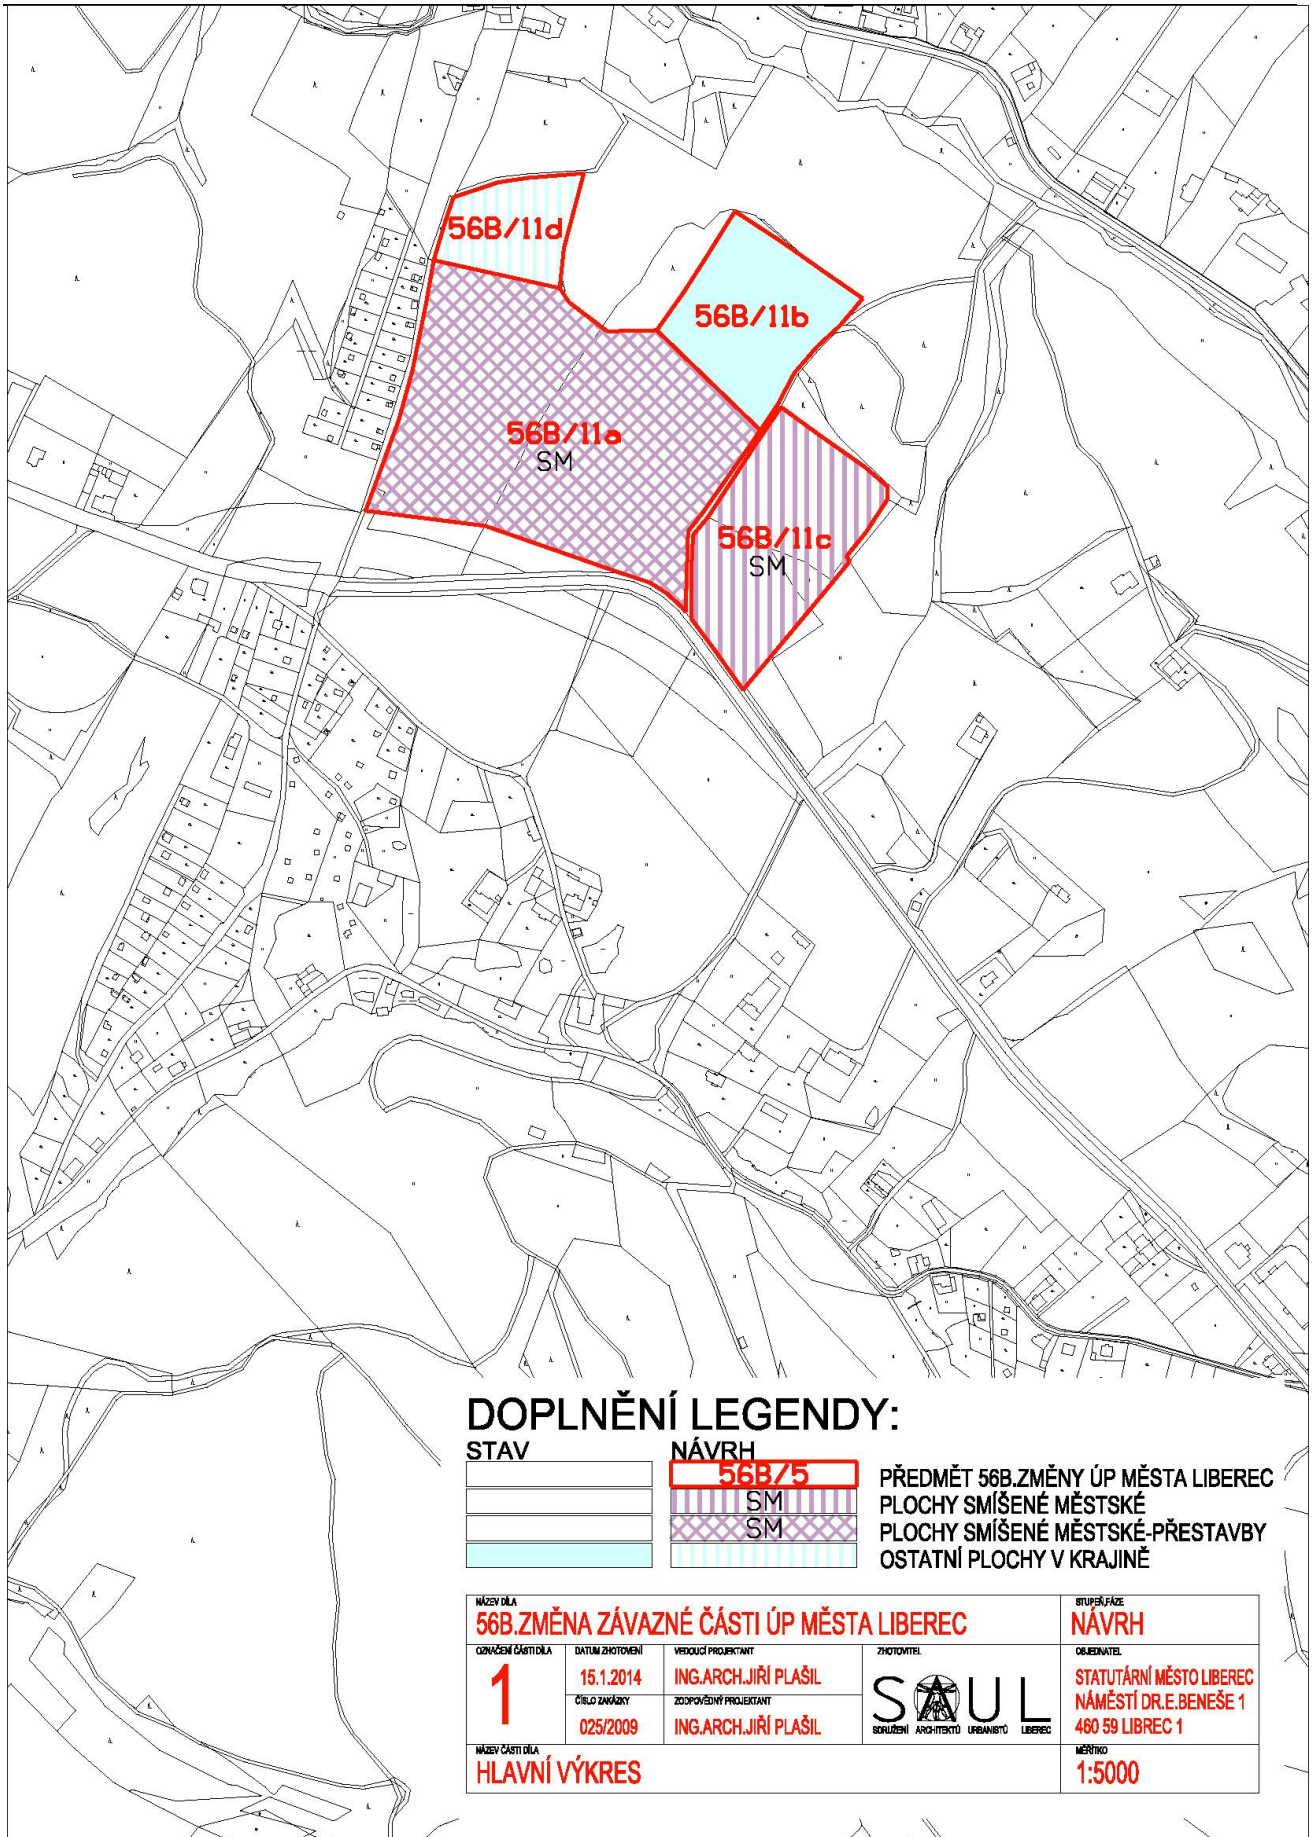 56B/11d
56B/11b
56B/11a
SM
56B/11c
SM
DOPLNĚNÍ LEGENDY:
STAV NÁVRH
56B/5 PŘEDMĚT 56B.ZMĚNY ÚP MĚSTA LIBEREC
SM PLOCHY SMÍŠENÉ MĚSTSKÉ
SM PLOCHY SMÍŠENÉ MĚSTSKÉ-PŘESTAVBY
OSTATNÍ PLOCHY V KRAJINĚ
NÁZEV DÍLA
56B.ZMĚNA ZÁVAZNÉ ČÁSTI ÚP MĚSTA LIBEREC
STUPEŇ,FÁZE
NÁVRH
OZNAČENÍ ČÁSTI DÍLA
1
DATUM ZHOTOVENÍ
15.1.2014
ČÍSLO ZAKÁZKY
025/2009
VEDOUCÍ PROJEKTANT
ING.ARCH.JIŘÍ PLAŠIL
ZODPOVĚDNÝ PROJEKTANT
ING.ARCH.JIŘÍ PLAŠIL
ZHOTOVITEL
SAUL
SDRUŽENÍ ARCHITEKTŮ URBANISTŮ LIBEREC
OBJEDNATEL
STATUTÁRNÍ MĚSTO LIBEREC
NÁMĚSTÍ DR.E.BENEŠE 1
460 59 LIBREC 1
NÁZEV ČÁSTI DÍLA
HLAVNÍ VÝKRES
MĚŘÍTKO
1:5000